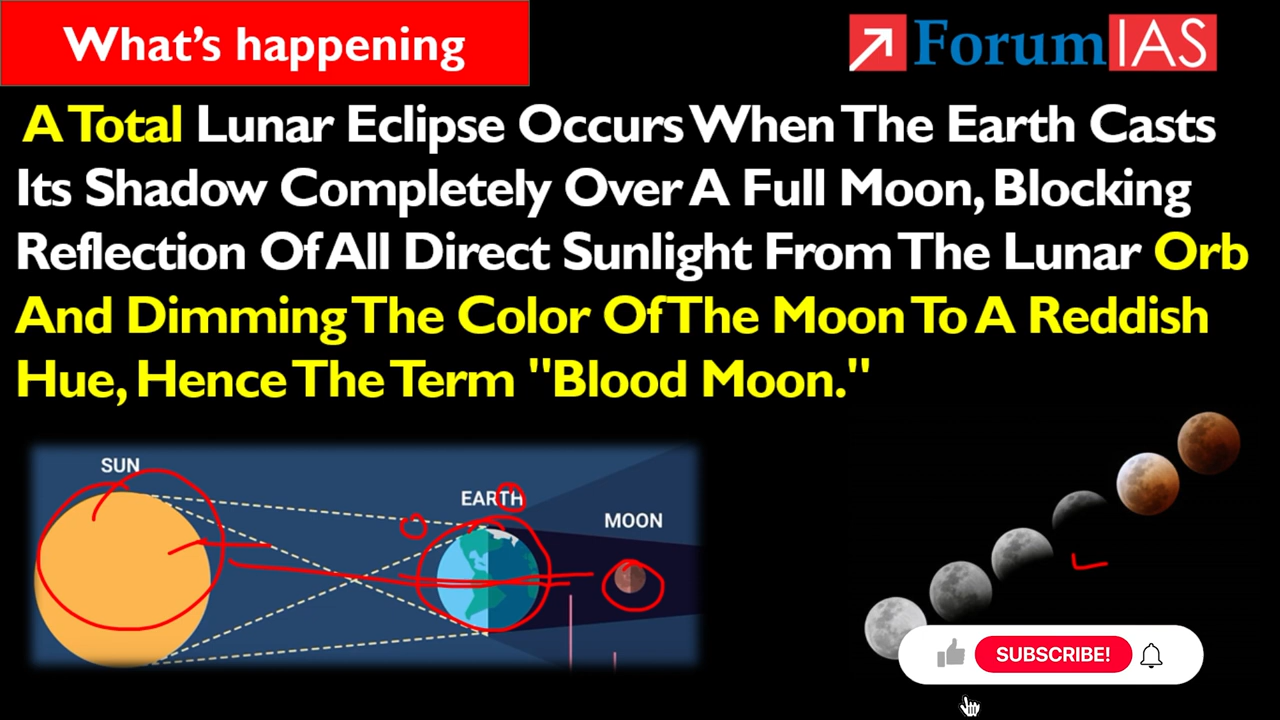 What's happening
ForumIAS
A Total Lunar Eclipse Occurs When The Earth Casts
Its Shadow Completely Over A Full Moon, Blocking
Reflection Of All Direct Sunlight From The Lunar Orb
And Dimming The Color Of The Moon To A Reddish
Hue, Hence The Term "Blood Moon."
SUN
EARTH
MOON
SUBSCRIBE!